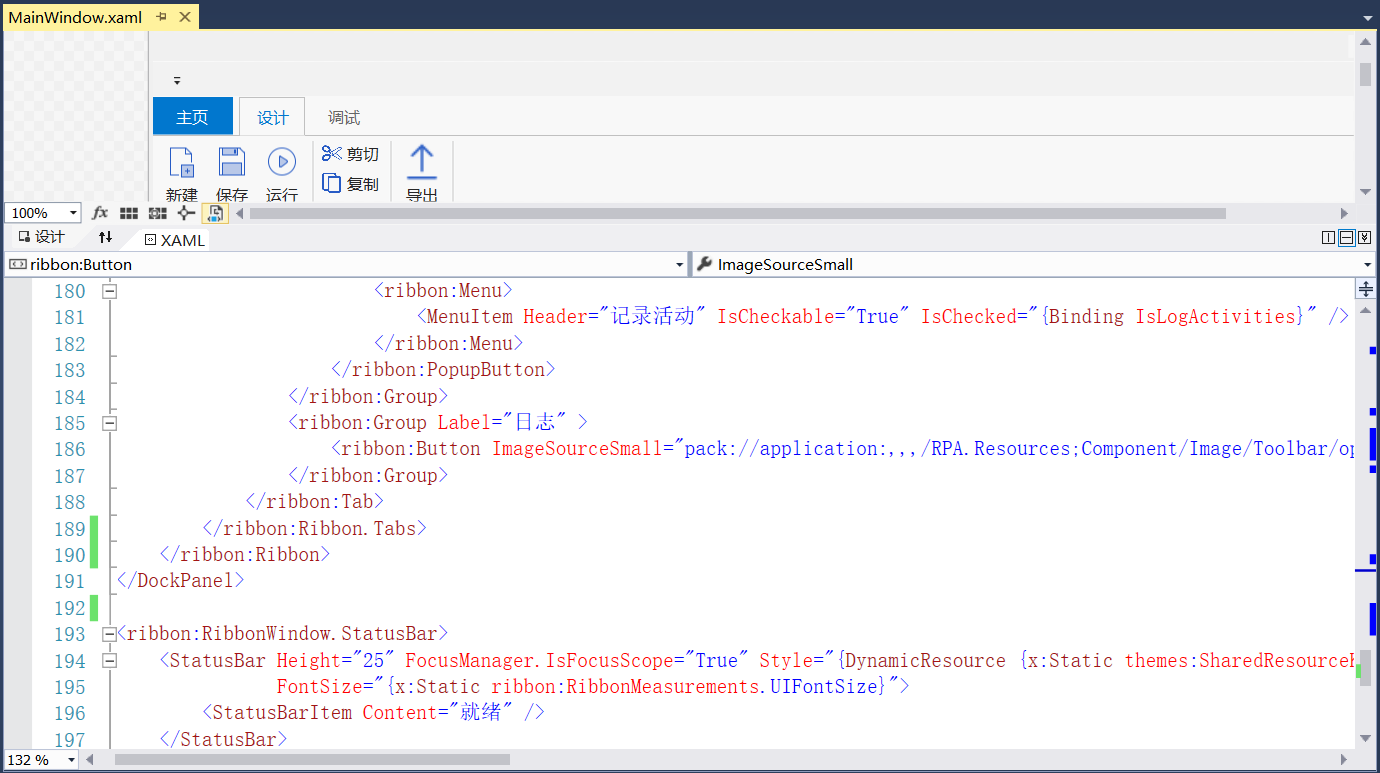 MainWindow.xaml
主页 设计 调试
剪切
复制
新建 保存 运行 导出
100% fx
设计 XAML
ribbon:Button ImageSourceSmall
180 <ribbon:Menu>
181 <MenuItem Header="记录活动" IsCheckable="True" IsChecked="{Binding IsLogActivities}" />
182 </ribbon:Menu>
183 </ribbon:PopupButton>
184 </ribbon:Group>
185 <ribbon:Group Label="日志" >
186 <ribbon:Button ImageSourceSmall="pack://application:,,,/RPA.Resources;Component/Image/Toolbar/op
187 </ribbon:Group>
188 </ribbon:Tab>
189 </ribbon:Ribbon.Tabs>
190 </ribbon:Ribbon>
191 </DockPanel>
192
193 <ribbon:RibbonWindow.StatusBar>
194 <StatusBar Height="25" FocusManager.IsFocusScope="True" Style="{DynamicResource {x:Static themes:SharedResourceK
195 FontSize="{x:Static ribbon:RibbonMeasurements.UIFontSize}">
196 <StatusBarItem Content="就绪" />
197 </StatusBar>
132 %